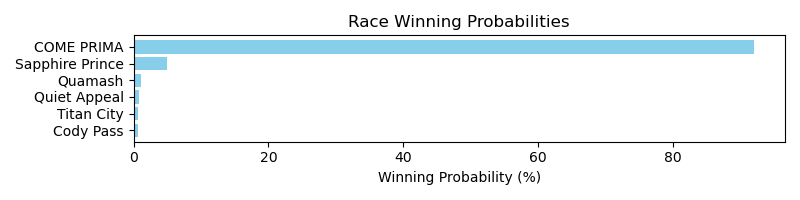 Race Winning Probabilities
COME PRIMA
Sapphire Prince
Quamash
Quiet Appeal
Titan City
Cody Pass
0 20 40 60 80
Winning Probability (%)